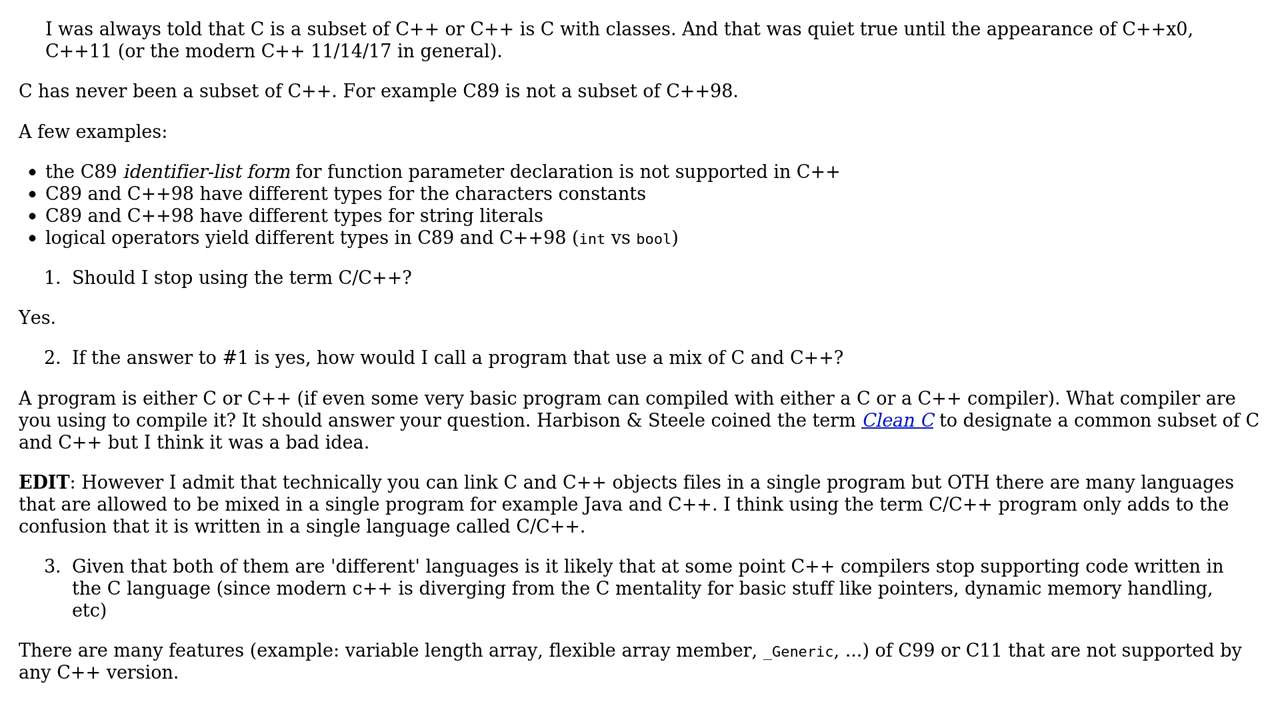 I was always told that C is a subset of C++ or C++ is C with classes. And that was quiet true until the appearance of C++x0,
C++11 (or the modern C++ 11/14/17 in general).
C has never been a subset of C++. For example C89 is not a subset of C++98.
A few examples:
• the C89 identifier-list form for function parameter declaration is not supported in C++
• C89 and C++98 have different types for the characters constants
• C89 and C++98 have different types for string literals
• logical operators yield different types in C89 and C++98 (int vs bool)
1. Should I stop using the term C/C++?
Yes.
2. If the answer to #1 is yes, how would I call a program that use a mix of C and C++?
A program is either C or C++ (if even some very basic program can compiled with either a C or a C++ compiler). What compiler are
you using to compile it? It should answer your question. Harbison & Steele coined the term Clean C to designate a common subset of C
and C++ but I think it was a bad idea.
EDIT: However I admit that technically you can link C and C++ objects files in a single program but OTH there are many languages
that are allowed to be mixed in a single program for example Java and C++. I think using the term C/C++ program only adds to the
confusion that it is written in a single language called C/C++.
3. Given that both of them are 'different' languages is it likely that at some point C++ compilers stop supporting code written in
the C language (since modern c++ is diverging from the C mentality for basic stuff like pointers, dynamic memory handling,
etc)
There are many features (example: variable length array, flexible array member, _Generic, ...) of C99 or C11 that are not supported by
any C++ version.